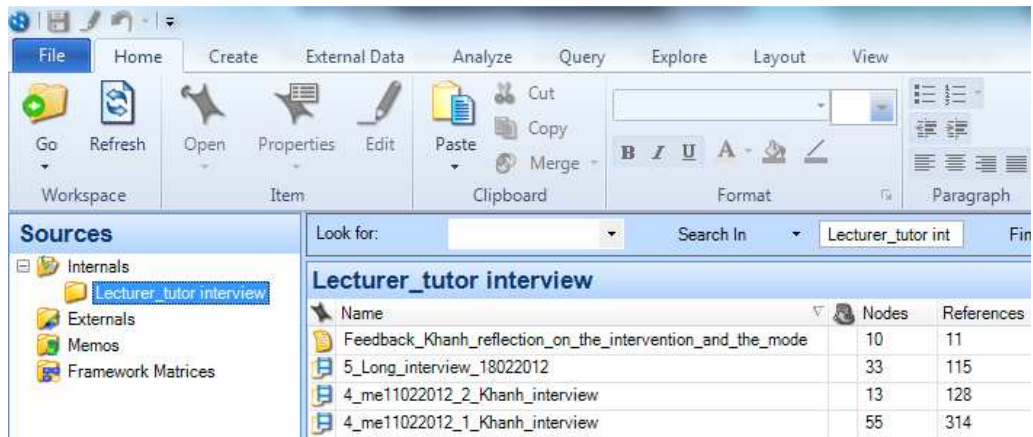 File Home Create External Data Analyze Query Explore Layout View
Go Refresh Open Properties Edit Paste Cut Copy Merge B I U A
Workspace Item Clipboard Format Paragraph
Sources
Internals
Lecturer_tutor interview
Externals
Memos
Framework Matrices
Look for: Search In Lecturer_tutor int Fin
Lecturer_tutor interview
Name Nodes References
Feedback_Khanh_reflection_on_the_intervention_and_the_mode 10 11
5_Long_interview_18022012 33 115
4_me11022012_2_Khanh_interview 13 128
4_me11022012_1_Khanh_interview 55 314